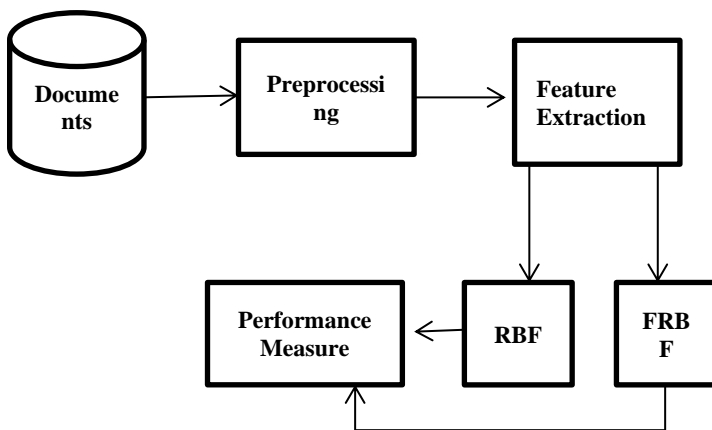 Docume
nts
Preprocessi
ng
Feature
Extraction
Performance
Measure
RBF
FRB
F